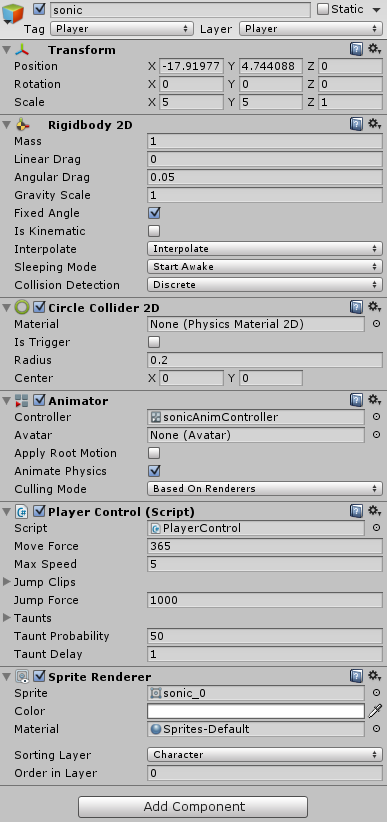 sonic Static
Tag Player Layer Player
Transform
Position X -17.91977 Y 4.744088 Z 0
Rotation X 0 Y 0 Z 0
Scale X 5 Y 5 Z 1
Rigidbody 2D
Mass 1
Linear Drag 0
Angular Drag 0.05
Gravity Scale 1
Fixed Angle
Is Kinematic
Interpolate Interpolate
Sleeping Mode Start Awake
Collision Detection Discrete
Circle Collider 2D
Material None (Physics Material 2D)
Is Trigger
Radius 0.2
Center X 0 Y 0
Animator
Controller sonicAnimController
Avatar None (Avatar)
Apply Root Motion
Animate Physics
Culling Mode Based On Renderers
Player Control (Script)
Script PlayerControl
Move Force 365
Max Speed 5
Jump Clips
Jump Force 1000
Taunts
Taunt Probability 50
Taunt Delay 1
Sprite Renderer
Sprite sonic_0
Color
Material Sprites-Default
Sorting Layer Character
Order in Layer 0
Add Component